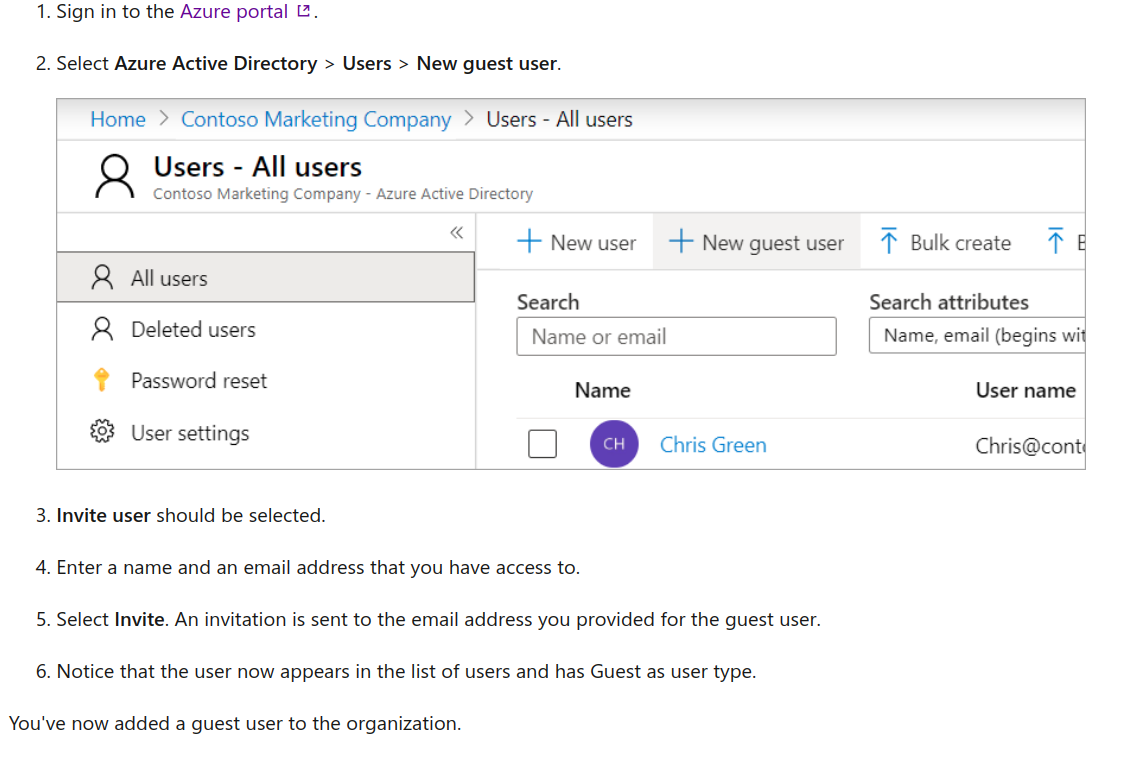 1. Sign in to the Azure portal.
2. Select Azure Active Directory > Users > New guest user.
Home > Contoso Marketing Company > Users - All users
Users - All users
Contoso Marketing Company - Azure Active Directory
«
All users
Deleted users
Password reset
User settings
+ New user + New guest user Bulk create
Search Search attributes
Name or email Name, email (begins wit
Name User name
CH Chris Green Chris@cont
3. Invite user should be selected.
4. Enter a name and an email address that you have access to.
5. Select Invite. An invitation is sent to the email address you provided for the guest user.
6. Notice that the user now appears in the list of users and has Guest as user type.
You've now added a guest user to the organization.